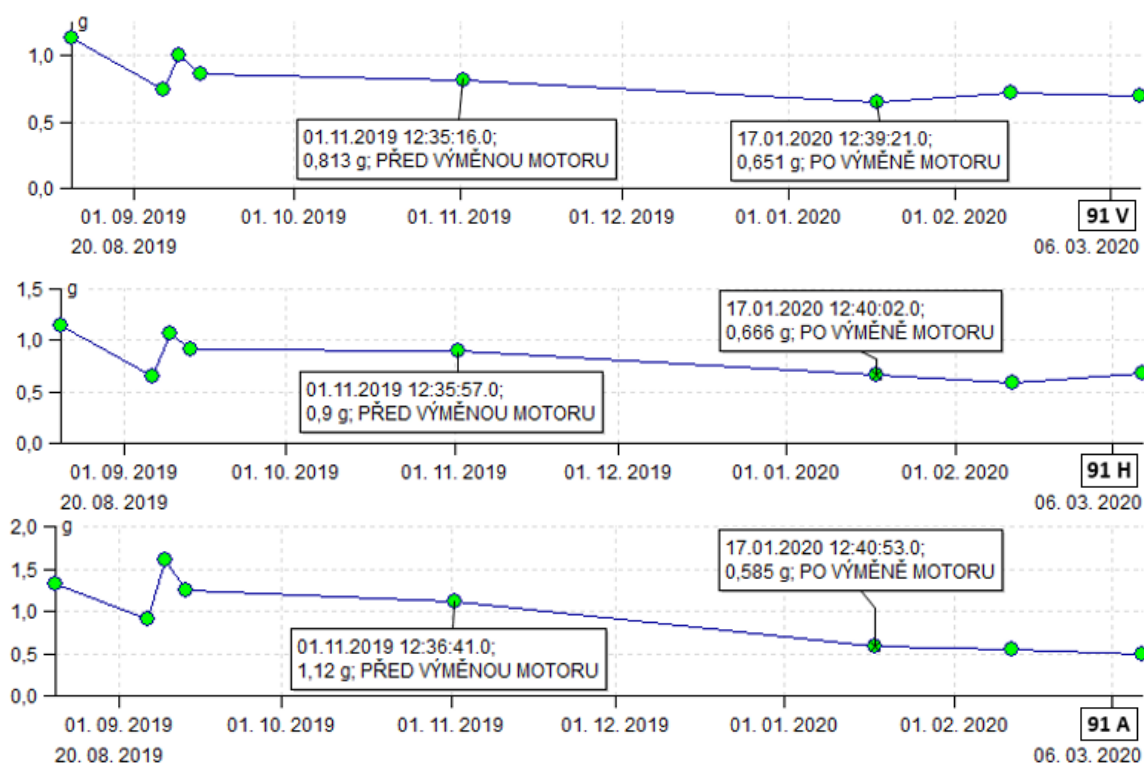 g
1,0
0,5
0,0
01.11.2019 12:35:16.0;
0,813 g; PŘED VÝMĚNOU MOTORU
17.01.2020 12:39:21.0;
0,651 g; PO VÝMĚNĚ MOTORU
01. 09. 2019 01. 10. 2019 01. 11. 2019 01. 12. 2019 01. 01. 2020 01. 02. 2020 91 V
20. 08. 2019 06. 03. 2020
1,5 g
1,0
0,5
0,0
17.01.2020 12:40:02.0;
0,666 g; PO VÝMĚNĚ MOTORU
01.11.2019 12:35:57.0;
0,9 g; PŘED VÝMĚNOU MOTORU
01. 09. 2019 01. 10. 2019 01. 11. 2019 01. 12. 2019 01. 01. 2020 01. 02. 2020 91 H
20. 08. 2019 06. 03. 2020
2,0 g
1,5
1,0
0,5
0,0
17.01.2020 12:40:53.0;
0,585 g; PO VÝMĚNĚ MOTORU
01.11.2019 12:36:41.0;
1,12 g; PŘED VÝMĚNOU MOTORU
01. 09. 2019 01. 10. 2019 01. 11. 2019 01. 12. 2019 01. 01. 2020 01. 02. 2020 91 A
20. 08. 2019 06. 03. 2020